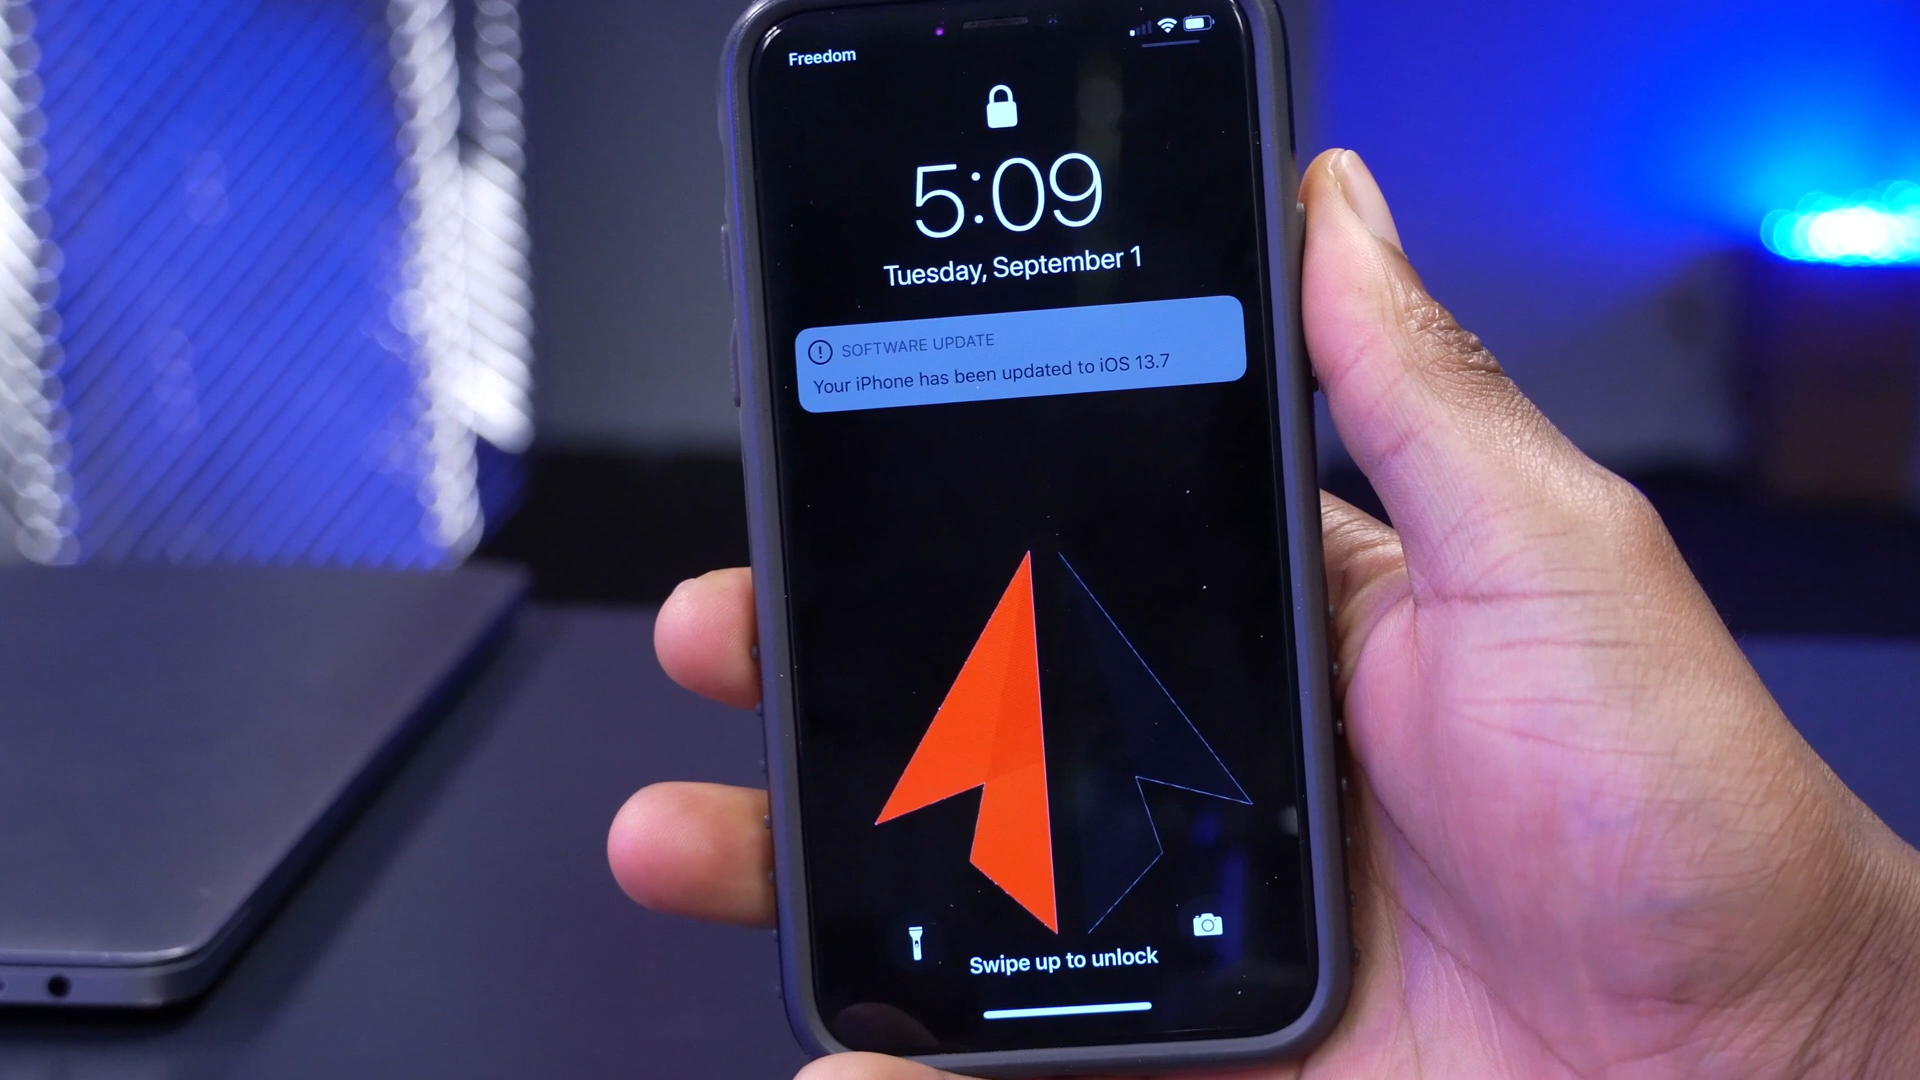 Freedom
5:09
Tuesday, September 1
SOFTWARE UPDATE
Your iPhone has been updated to iOS 13.7
Swipe up to unlock